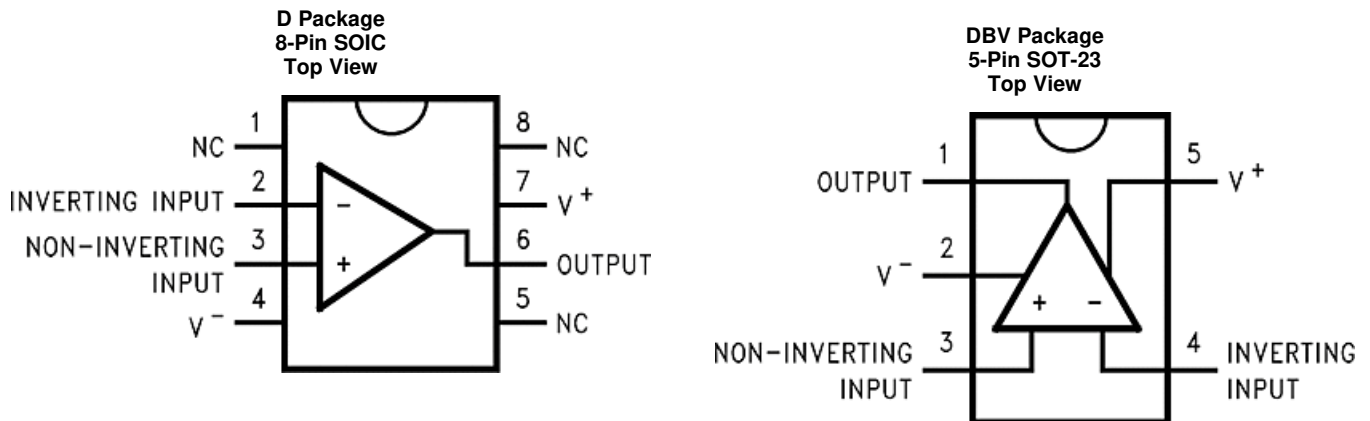 D Package
8-Pin SOIC
Top View
1
NC
2
INVERTING INPUT
3
NON-INVERTING
INPUT
4
V⁻
8
NC
7
V⁺
6
OUTPUT
5
NC
−
+
DBV Package
5-Pin SOT-23
Top View
1
OUTPUT
2
V⁻
3
NON-INVERTING
INPUT
5
V⁺
4
INVERTING
INPUT
+ −